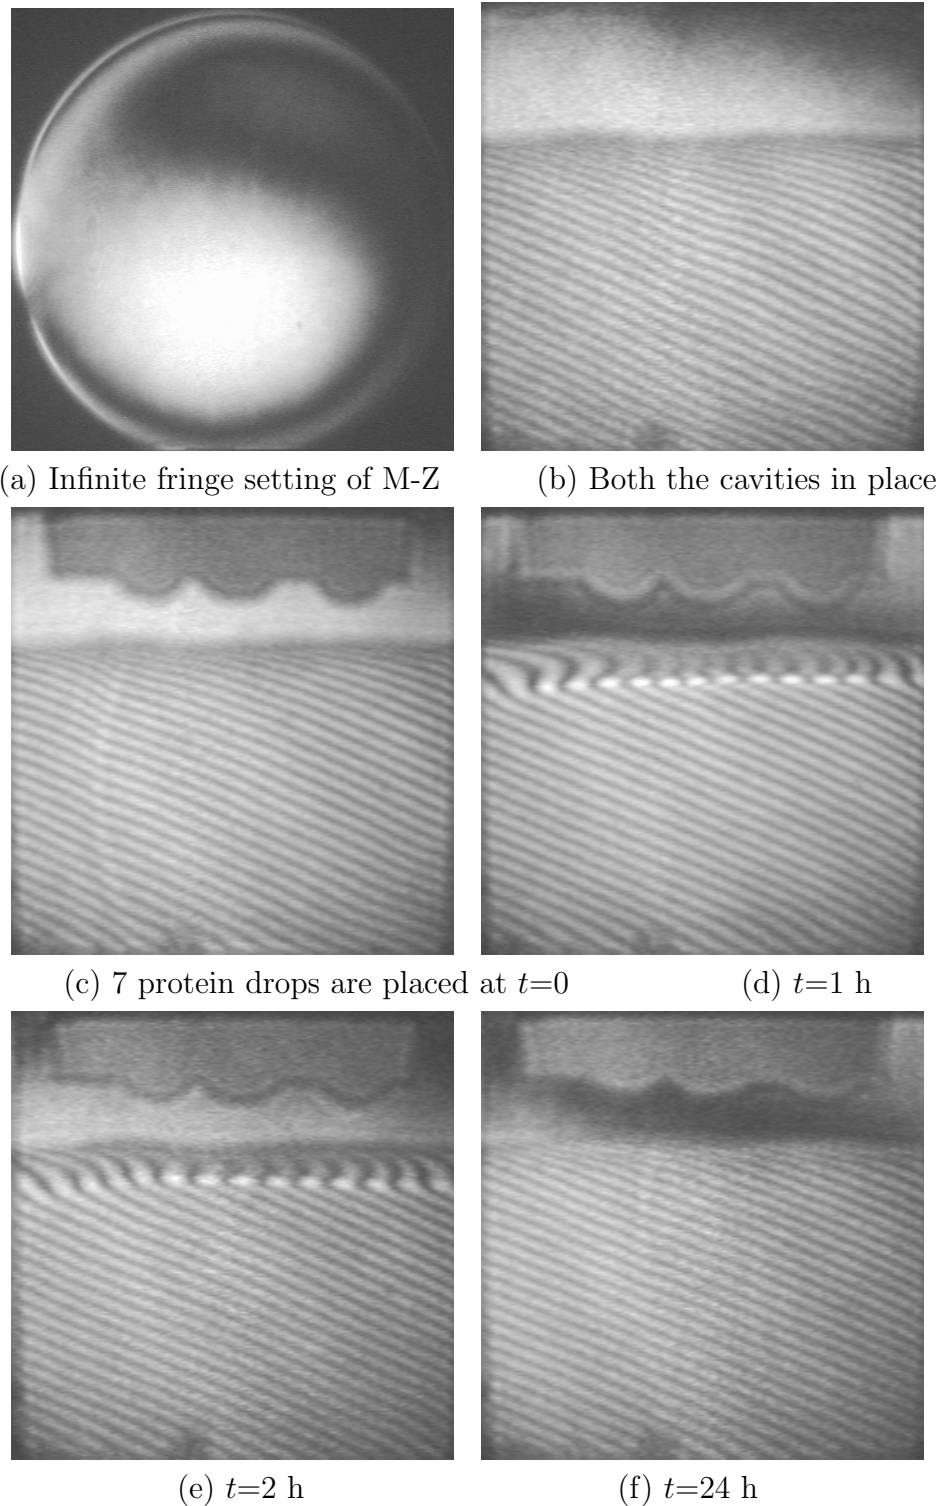 (a) Infinite fringe setting of M-Z
(b) Both the cavities in place
(c) 7 protein drops are placed at t=0
(d) t=1 h
(e) t=2 h
(f) t=24 h